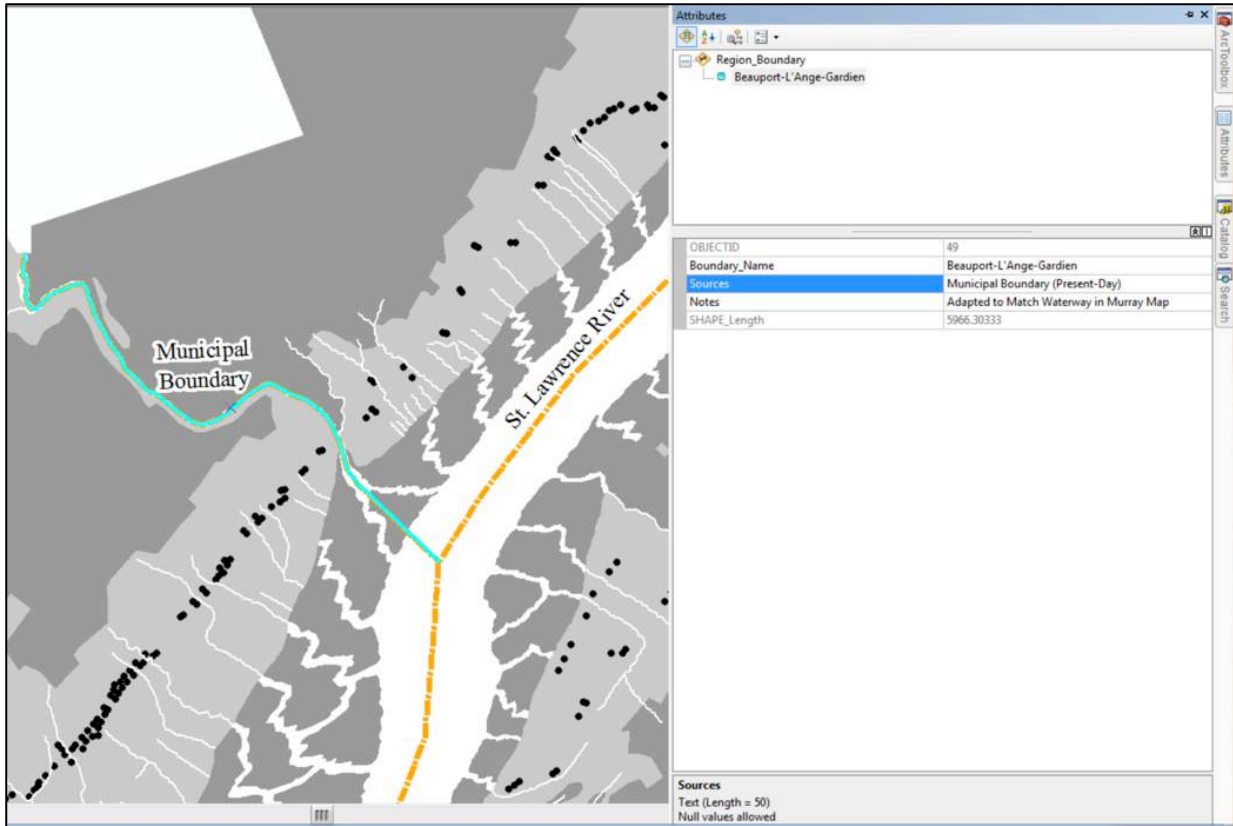 Municipal
Boundary
St. Lawrence River
Attributes
Region_Boundary
Beauport-L'Ange-Gardien
OBJECTID 49
Boundary_Name Beauport-L'Ange-Gardien
Sources Municipal Boundary (Present-Day)
Notes Adapted to Match Waterway in Murray Map
SHAPE_Length 5966.30333
Sources
Text (Length = 50)
Null values allowed
ArcToolbox
Attributes
Catalog
Search